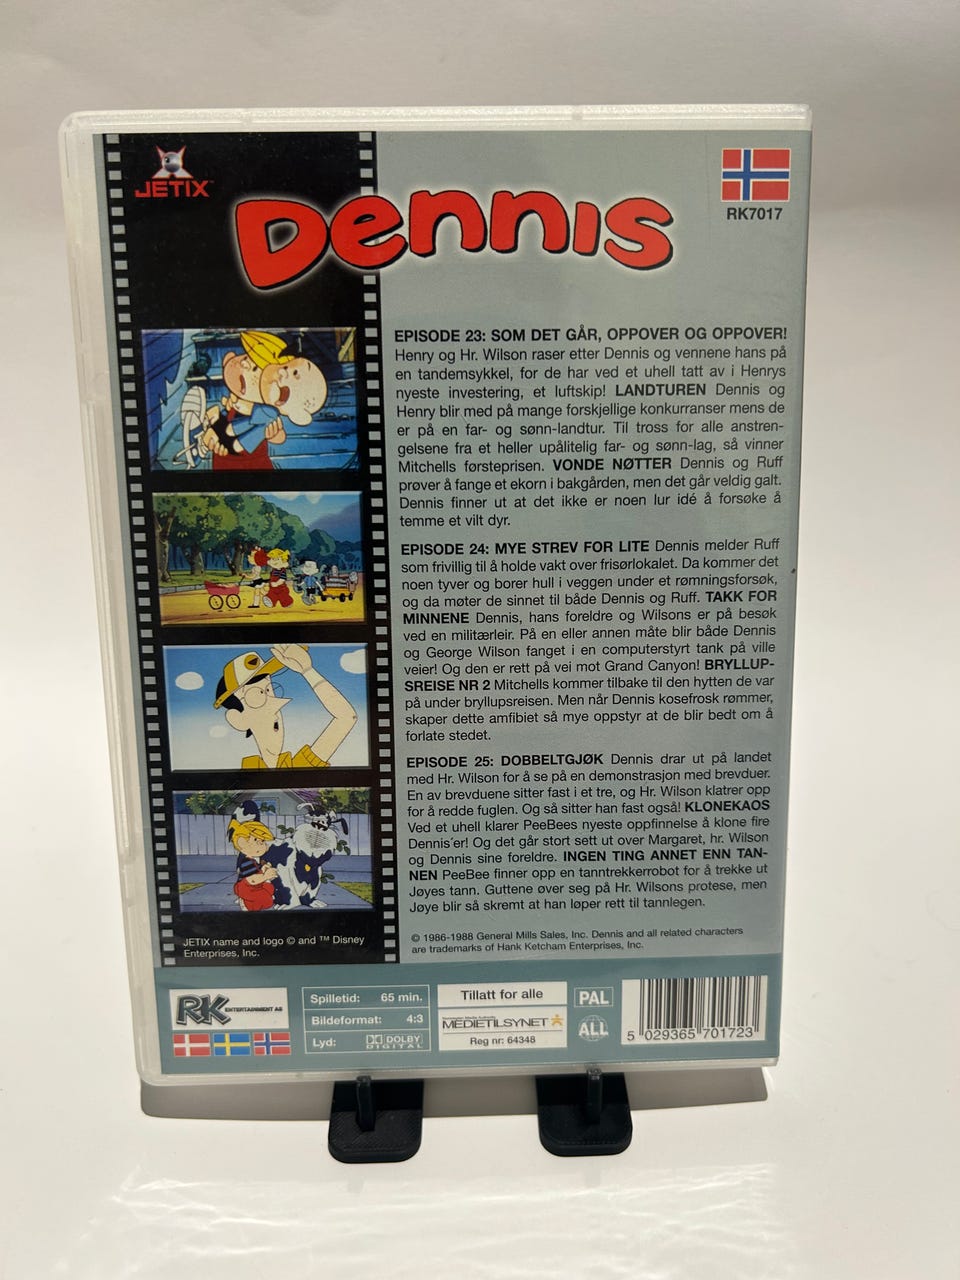 JETIX™
Dennis
RK7017
EPISODE 23: SOM DET GÅR, OPPOVER OG OPPOVER!
Henry og Hr. Wilson raser etter Dennis og vennene hans på
en tandemsykkel, for de har ved et uhell tatt av i Henrys
nyeste investering, et luftskip! LANDTUREN Dennis og
Henry blir med på mange forskjellige konkurranser mens de
er på en far- og sønn-landtur. Til tross for alle anstren-
gelsene fra et heller upålitelig far- og sønn-lag, så vinner
Mitchells førsteprisen. VONDE NØTTER Dennis og Ruff
prøver å fange et ekorn i bakgården, men det går veldig galt.
Dennis finner ut at det ikke er noen lur idé å forsøke å
temme et vilt dyr.
EPISODE 24: MYE STREV FOR LITE Dennis melder Ruff
som frivillig til å holde vakt over frisørlokalet. Da kommer det
noen tyver og borer hull i veggen under et rømningsforsøk,
og da møter de sinnet til både Dennis og Ruff. TAKK FOR
MINNENE Dennis, hans foreldre og Wilsons er på besøk
ved en militærleir. På en eller annen måte blir både Dennis
og George Wilson fanget i en computerstyrt tank på ville
veier! Og den er rett på vei mot Grand Canyon! BRYLLUP-
SREISE NR 2 Mitchells kommer tilbake til den hytten de var
på under bryllupsreisen. Men når Dennis kosefrosk rømmer,
skaper dette amfibiet så mye oppstyr at de blir bedt om å
forlate stedet.
EPISODE 25: DOBBELTGJØK Dennis drar ut på landet
med Hr. Wilson for å se på en demonstrasjon med brevduer.
En av brevduene sitter fast i et tre, og Hr. Wilson klatrer opp
for å redde fuglen. Og så sitter han fast også! KLONEKAOS
Ved et uhell klarer PeeBees nyeste oppfinnelse å klone fire
Dennis'er! Og det går stort sett ut over Margaret, hr. Wilson
og Dennis sine foreldre. INGEN TING ANNET ENN TAN-
NEN PeeBee finner opp en tanntrekkerrobot for å trekke ut
Jøyes tann. Guttene øver seg på Hr. Wilsons protese, men
Jøye blir så skremt at han løper rett til tannlegen.
© 1986-1988 General Mills Sales, Inc. Dennis and all related characters
are trademarks of Hank Ketcham Enterprises, Inc.
JETIX name and logo © and ™ Disney
Enterprises, Inc.
RK ENTERTAINMENT AS
Spilletid: 65 min.
Bildeformat: 4:3
Lyd: DOLBY DIGITAL
Tillatt for alle
Norwegian Media Authority
MEDIETILSYNET
Reg nr: 64348
PAL
ALL
5 029365 701723